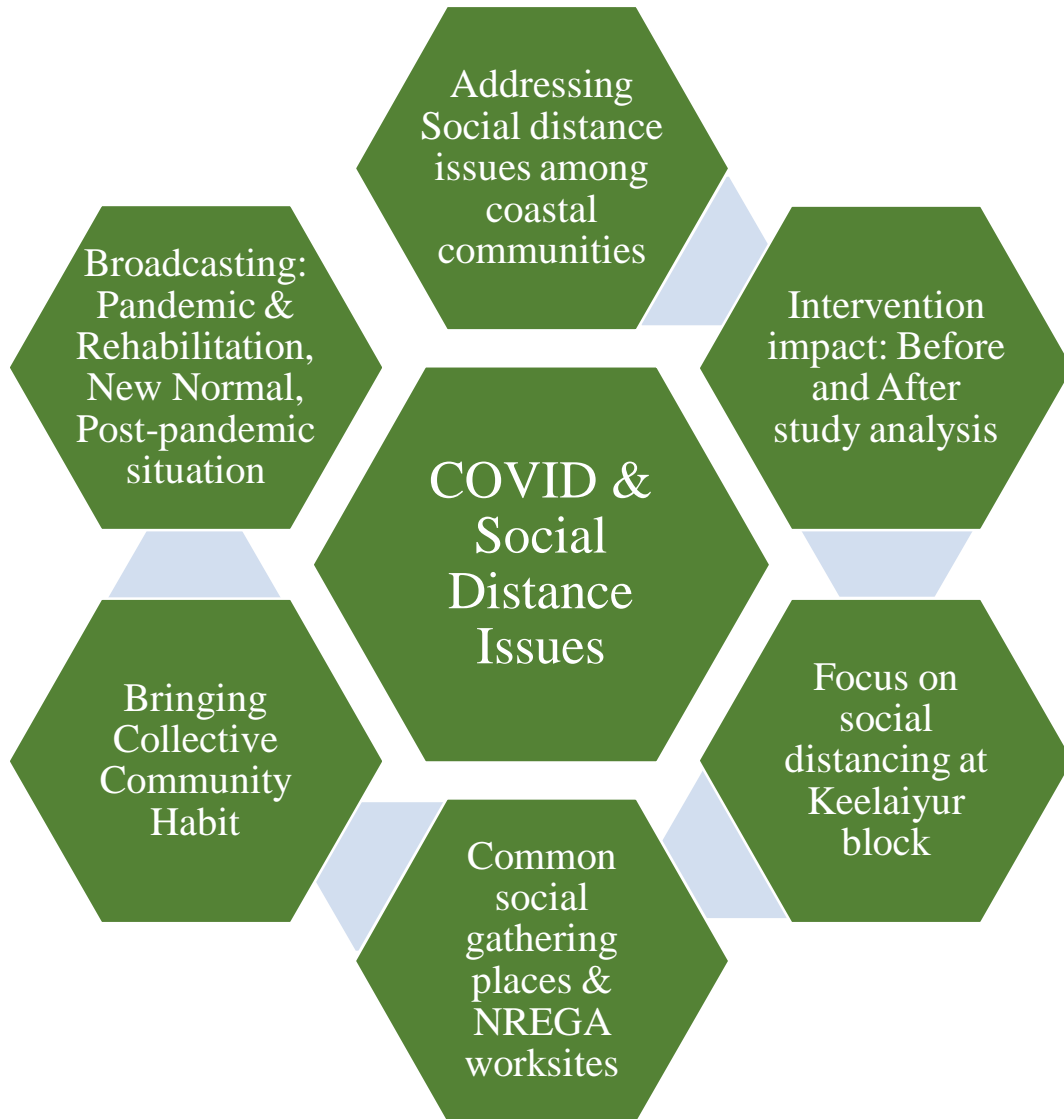 Addressing
Social distance
issues among
coastal
communities
Intervention
impact: Before
and After
study analysis
Focus on
social
distancing at
Keelaiyur
block
Common
social
gathering
places &
NREGA
worksites
Bringing
Collective
Community
Habit
Broadcasting:
Pandemic &
Rehabilitation,
New Normal,
Post-pandemic
situation
COVID &
Social
Distance
Issues